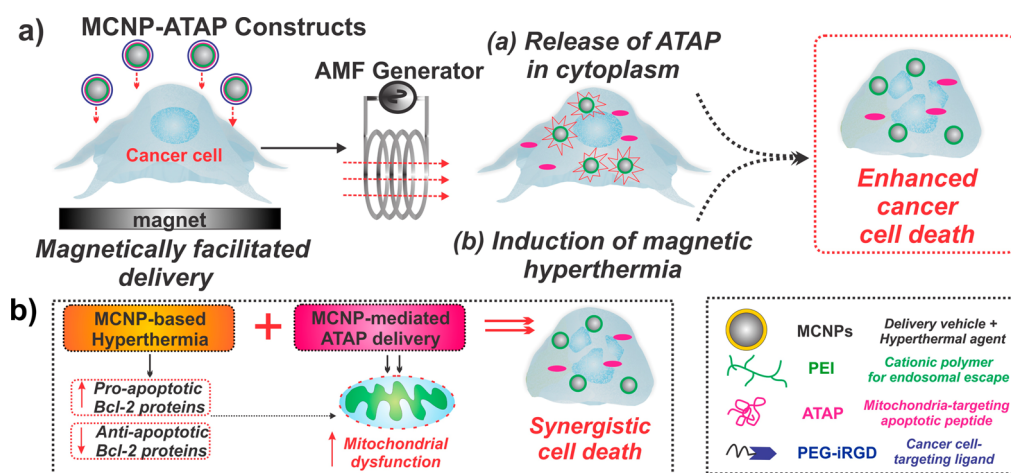 a)
MCNP-ATAP Constructs
AMF Generator
Cancer cell
magnet
Magnetically facilitated
delivery
(a) Release of ATAP
in cytoplasm
(b) Induction of magnetic
hyperthermia
Enhanced
cancer
cell death
b)
MCNP-based
Hyperthermia
+
MCNP-mediated
ATAP delivery
Pro-apoptotic
Bcl-2 proteins
Anti-apoptotic
Bcl-2 proteins
Mitochondrial
dysfunction
Synergistic
cell death
MCNPs
Delivery vehicle +
Hyperthermal agent
PEI
Cationic polymer
for endosomal escape
ATAP
Mitochondria-targeting
apoptotic peptide
PEG-iRGD
Cancer cell-
targeting ligand